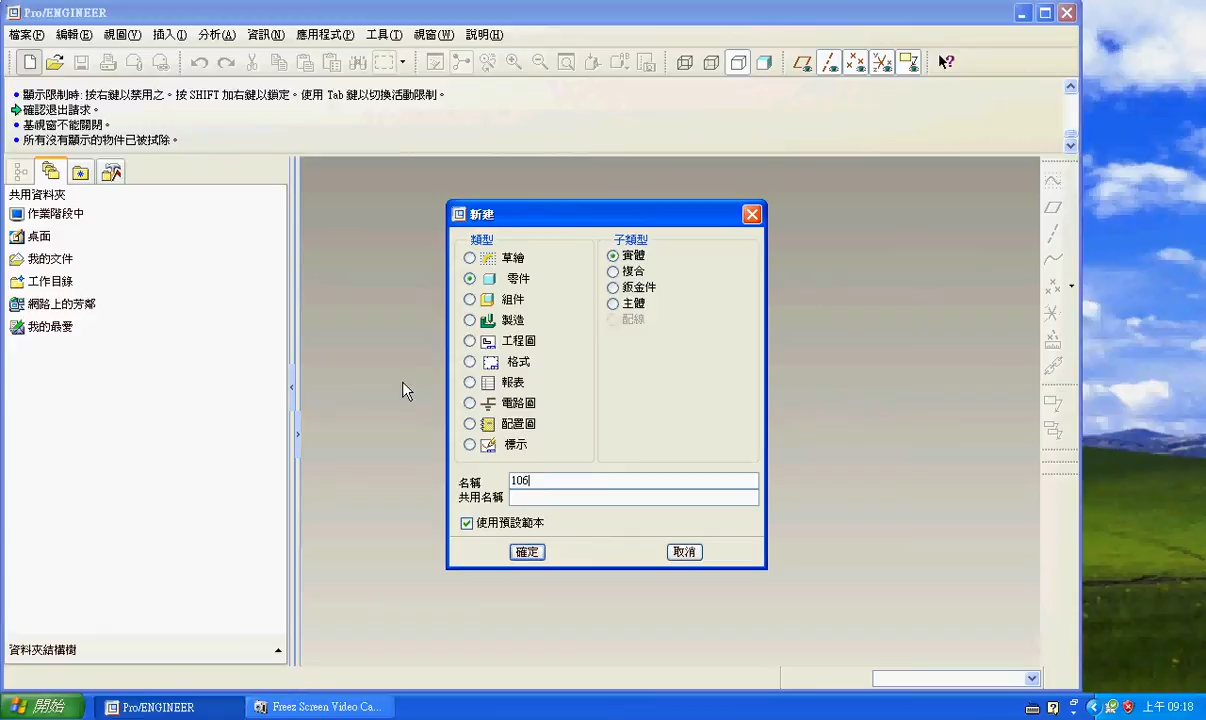 Pro/ENGINEER
檔案(F) 編輯(E) 視圖(V) 插入(I) 分析(A) 資訊(N) 應用程式(P) 工具(T) 視窗(W) 說明(H)
顯示限制時: 按右鍵以禁用之。按 SHIFT 加右鍵以鎖定。使用 Tab 鍵以切換活動限制。
確認退出請求。
基視窗不能關閉。
所有沒有顯示的物件已被拭除。
共用資料夾
作業階段中
桌面
我的文件
工作目錄
網路上的芳鄰
我的最愛
資料夾結構樹
新建
類型
草繪
零件
組件
製造
工程圖
格式
報表
電路圖
配置圖
標示
子類型
實體
複合
鈑金件
主體
配線
名稱 106
共用名稱
使用預設範本
確定 取消
開始 Pro/ENGINEER Freez Screen Video Ca... 上午 09:18